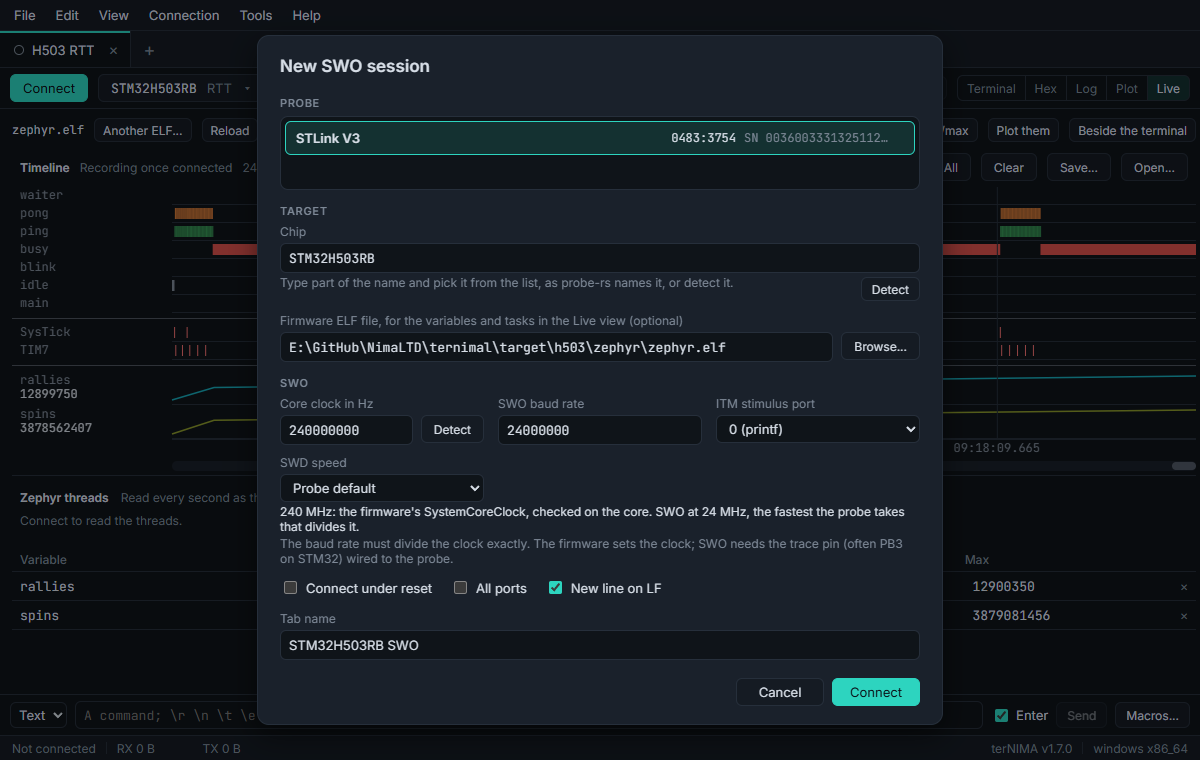 File Edit View Connection Tools Help
H503 RTT × +
New SWO session
Connect STM32H503RB RTT Terminal Hex Log Plot Live
PROBE
zephyr.elf Another ELF... Reload /max Plot them Beside the terminal
STLink V3 0483:3754 SN 0036003331325112…
Timeline Recording once connected 24 All Clear Save... Open...
waiter
pong
ping
busy
blink
idle
main
SysTick
TIM7
rallies
12899750
spins
3878562407
09:18:09.665
TARGET
Chip
STM32H503RB
Type part of the name and pick it from the list, as probe-rs names it, or detect it.
Detect
Firmware ELF file, for the variables and tasks in the Live view (optional)
E:\GitHub\NimaLTD\ternimal\target\h503\zephyr\zephyr.elf Browse...
SWO
Core clock in Hz SWO baud rate ITM stimulus port
240000000 Detect 24000000 0 (printf)
SWD speed
Probe default
240 MHz: the firmware's SystemCoreClock, checked on the core. SWO at 24 MHz, the fastest the probe takes
that divides it.
The baud rate must divide the clock exactly. The firmware sets the clock; SWO needs the trace pin (often PB3
on STM32) wired to the probe.
Connect under reset All ports New line on LF
Tab name
STM32H503RB SWO
Cancel Connect
Zephyr threads Read every second as th
Connect to read the threads.
Variable Max
rallies 12900350 ×
spins 3879081456 ×
Text A command; \r \n \t \e Enter Send Macros...
Not connected RX 0 B TX 0 B terNIMA v1.7.0 windows x86_64